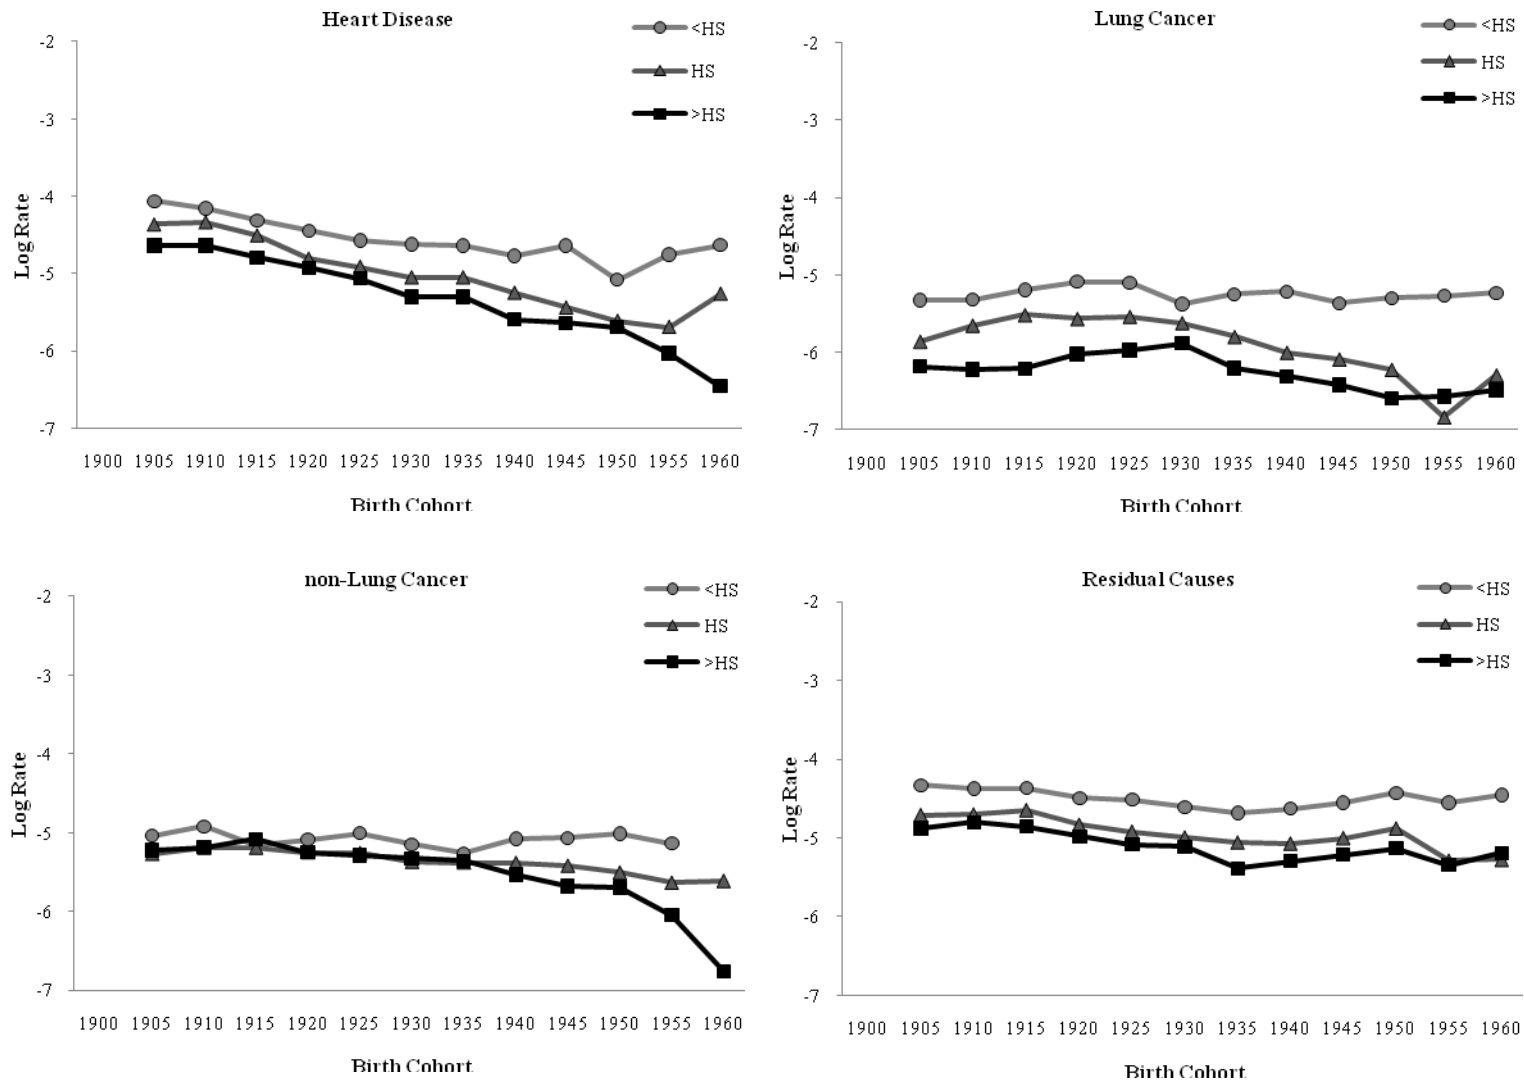 Heart Disease
<HS
HS
>HS
-2
-3
-4
-5
-6
-7
Log Rate
1900 1905 1910 1915 1920 1925 1930 1935 1940 1945 1950 1955 1960
Birth Cohort
Lung Cancer
<HS
HS
>HS
-2
-3
-4
-5
-6
-7
Log Rate
1900 1905 1910 1915 1920 1925 1930 1935 1940 1945 1950 1955 1960
Birth Cohort
non-Lung Cancer
<HS
HS
>HS
-2
-3
-4
-5
-6
-7
Log Rate
1900 1905 1910 1915 1920 1925 1930 1935 1940 1945 1950 1955 1960
Birth Cohort
Residual Causes
<HS
HS
>HS
-2
-3
-4
-5
-6
-7
Log Rate
1900 1905 1910 1915 1920 1925 1930 1935 1940 1945 1950 1955 1960
Birth Cohort